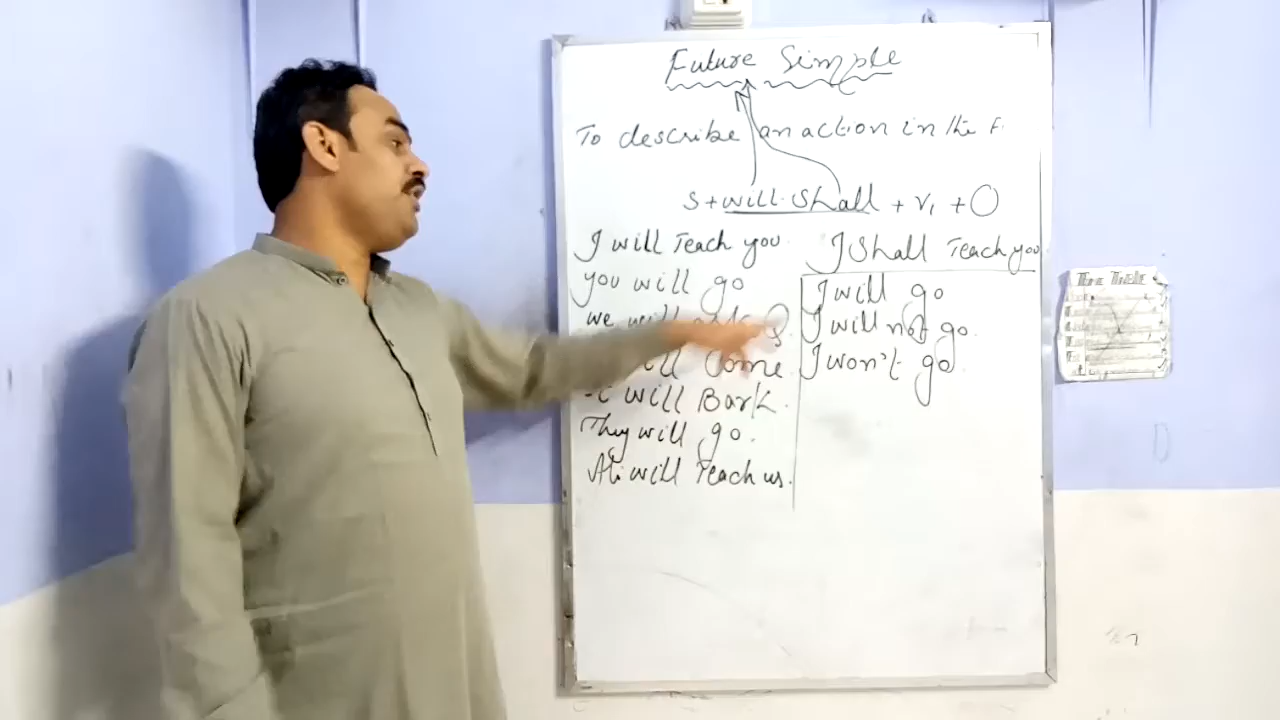 Future Simple
To describe an action in the F
S + will. Shall + V1 + O
I will Teach you.
I Shall Teach you
you will go
we will
will Come.
will Bark.
They will go.
Ali will Teach us.
I will go
I will not go.
I won't go.
TIME TABLE